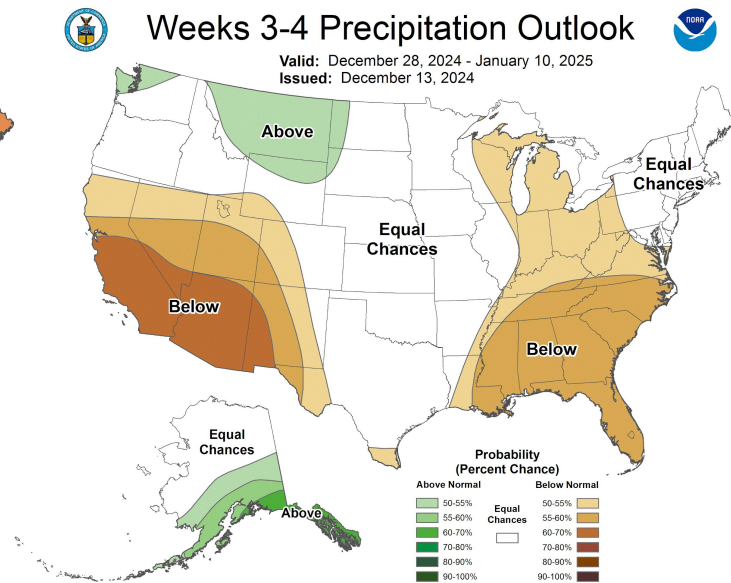 Weeks 3-4 Precipitation Outlook
NOAA
Valid: December 28, 2024 - January 10, 2025
Issued: December 13, 2024
Above
Equal
Chances
Equal
Chances
Below
Below
Equal
Chances
Above
Probability
(Percent Chance)
Above Normal
Below Normal
50-55%
55-60%
60-70%
70-80%
80-90%
90-100%
Equal
Chances
50-55%
55-60%
60-70%
70-80%
80-90%
90-100%